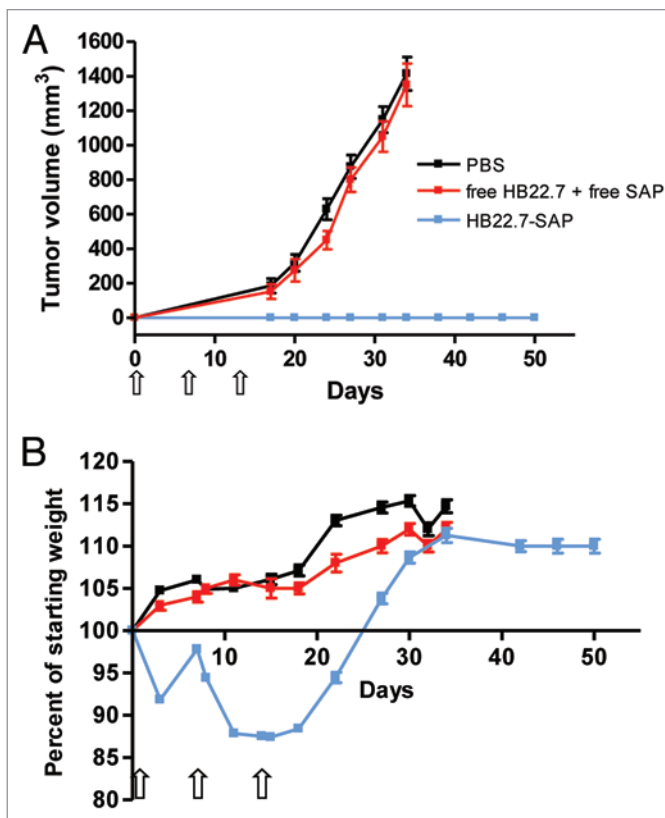 A
Tumor volume (mm³)
1600
1400
1200
1000
800
600
400
200
0
PBS
free HB22.7 + free SAP
HB22.7-SAP
0 10 20 30 40 50
Days
B
Percent of starting weight
120
115
110
105
100
95
90
85
80
10 20 30 40 50
Days